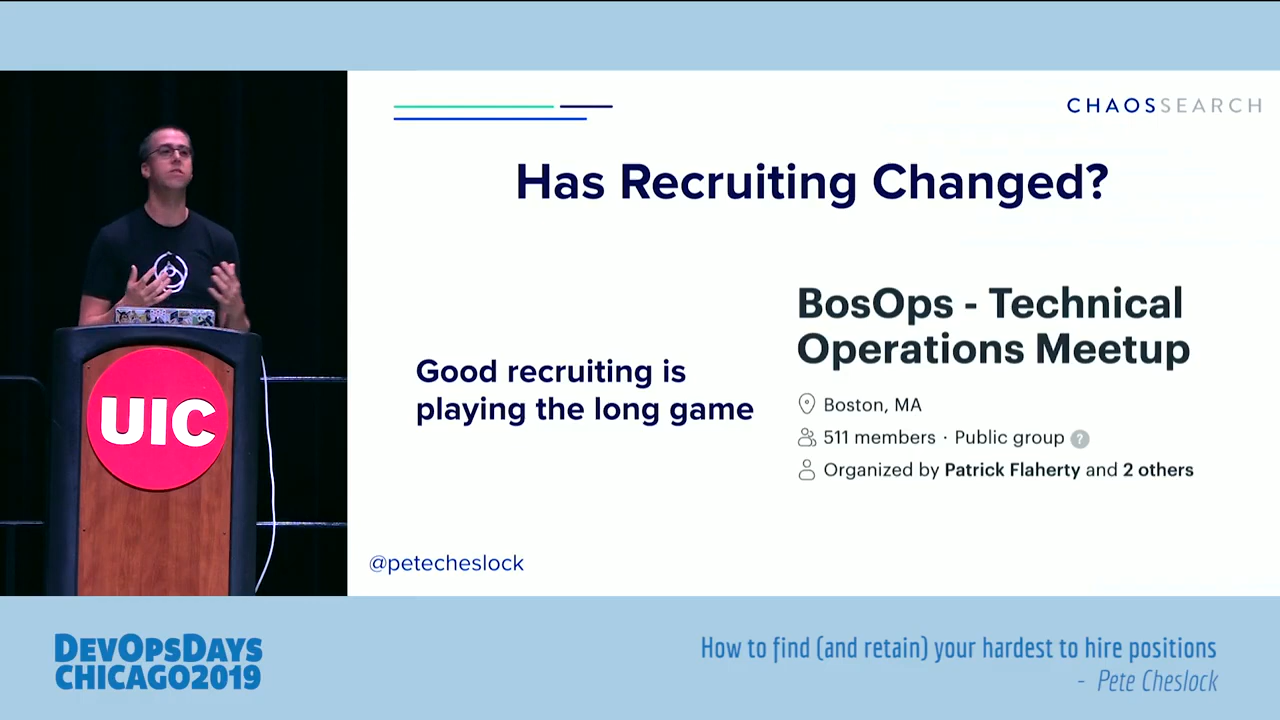 CHAOSSEARCH
Has Recruiting Changed?
Good recruiting is
playing the long game
BosOps - Technical
Operations Meetup
Boston, MA
511 members · Public group ?
Organized by Patrick Flaherty and 2 others
@petecheslock
UIC
DEVOPSDAYS
CHICAGO2019
How to find (and retain) your hardest to hire positions
- Pete Cheslock